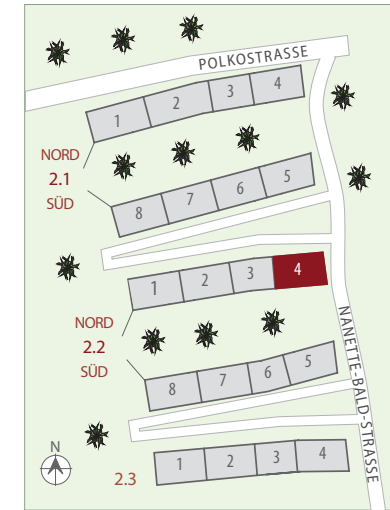 POLKOSTRASSE
1 2 3 4
NORD
2.1
SÜD
8 7 6 5
1 2 3 4
NORD
2.2
SÜD
8 7 6 5
NANETTE-BALD-STRASSE
N
2.3
1 2 3 4